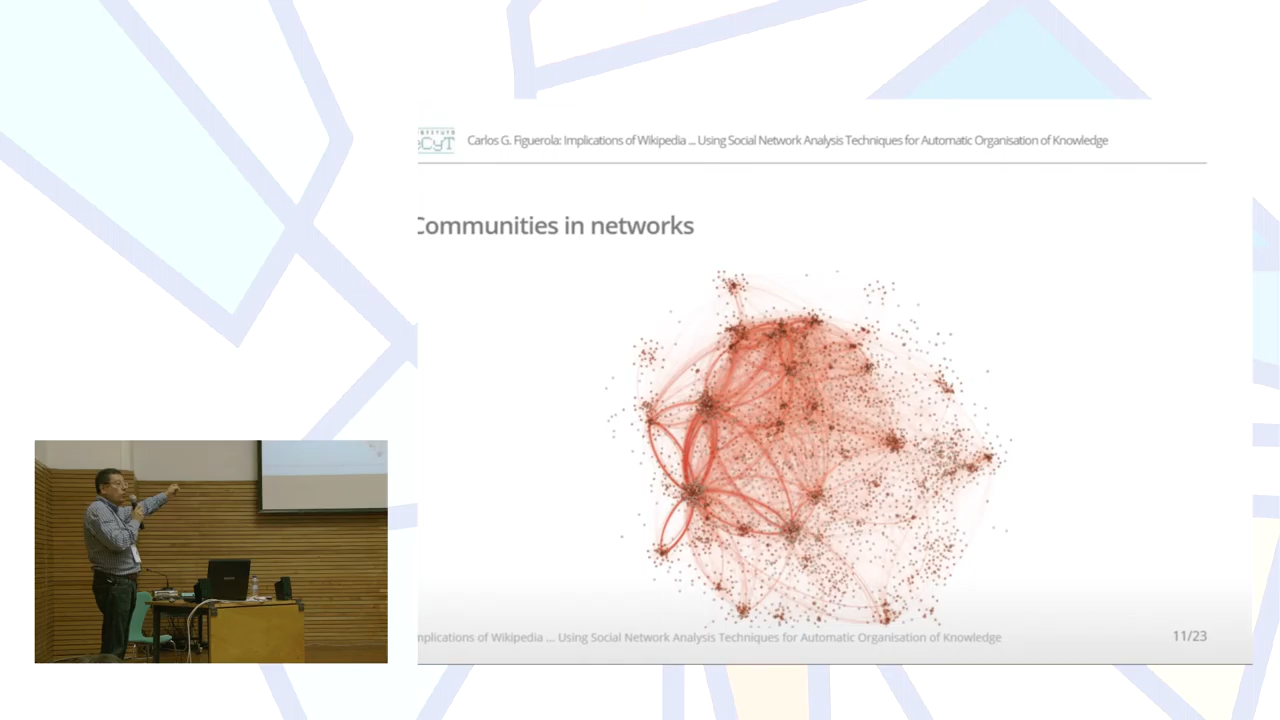 eCyT
Carlos G. Figuerola: Implications of Wikipedia ... Using Social Network Analysis Techniques for Automatic Organisation of Knowledge
Communities in networks
mplications of Wikipedia ... Using Social Network Analysis Techniques for Automatic Organisation of Knowledge
11/23